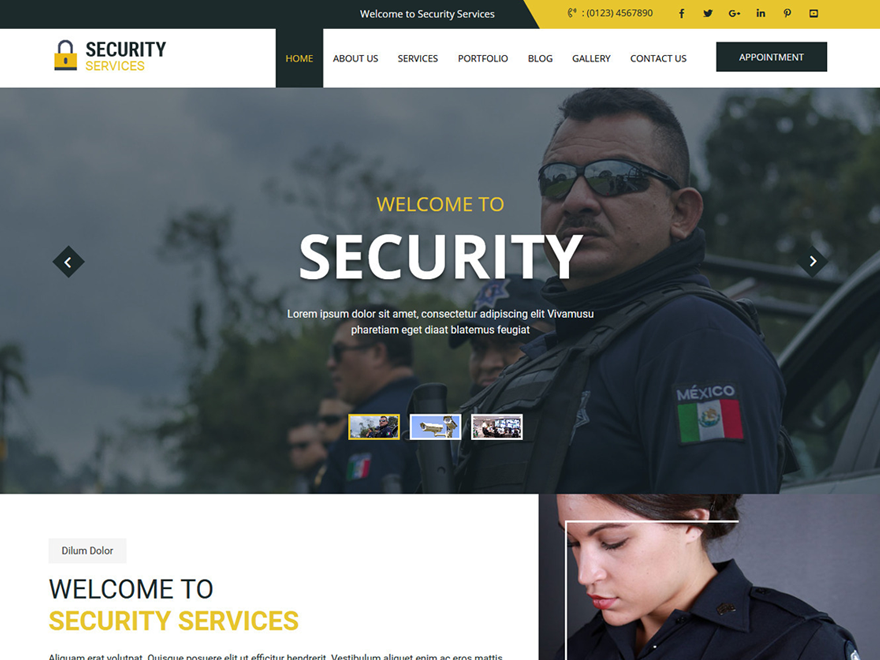 Welcome to Security Services
: (0123) 4567890
SECURITY
SERVICES
HOME
ABOUT US
SERVICES
PORTFOLIO
BLOG
GALLERY
CONTACT US
APPOINTMENT
WELCOME TO
SECURITY
Lorem ipsum dolor sit amet, consectetur adipiscing elit Vivamusu
pharetiam eget diaat blatemus feugiat
MÉXICO
Dilum Dolor
WELCOME TO
SECURITY SERVICES
Aliquam erat volutpat. Quisque posuere elit ut efficitur hendrerit. Vestibulum aliquet enim ac eros mattis